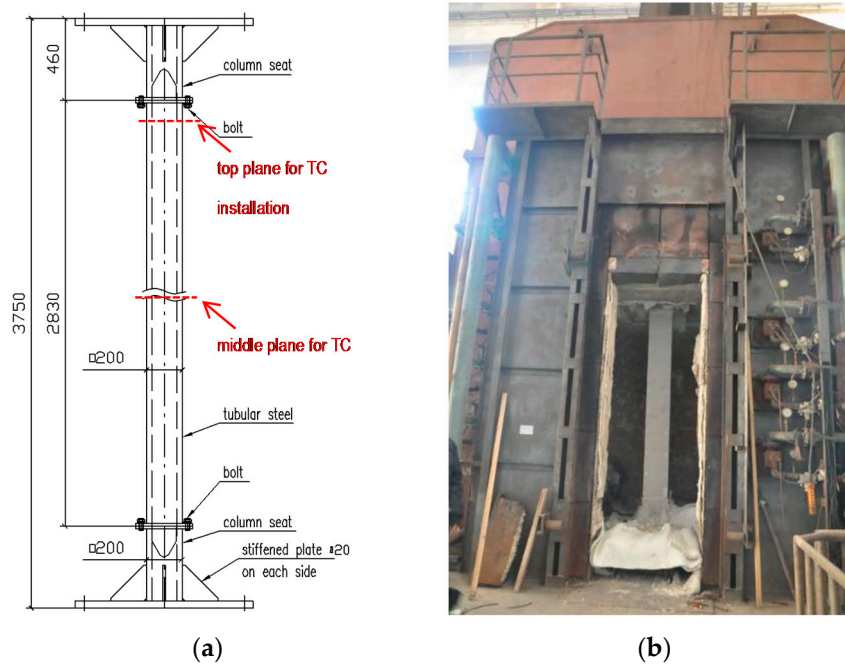 460
column seat
bolt
top plane for TC
installation
3750
2830
middle plane for TC
□200
tubular steel
bolt
column seat
□200
stiffened plate ⌀20
on each side
(a)
(b)